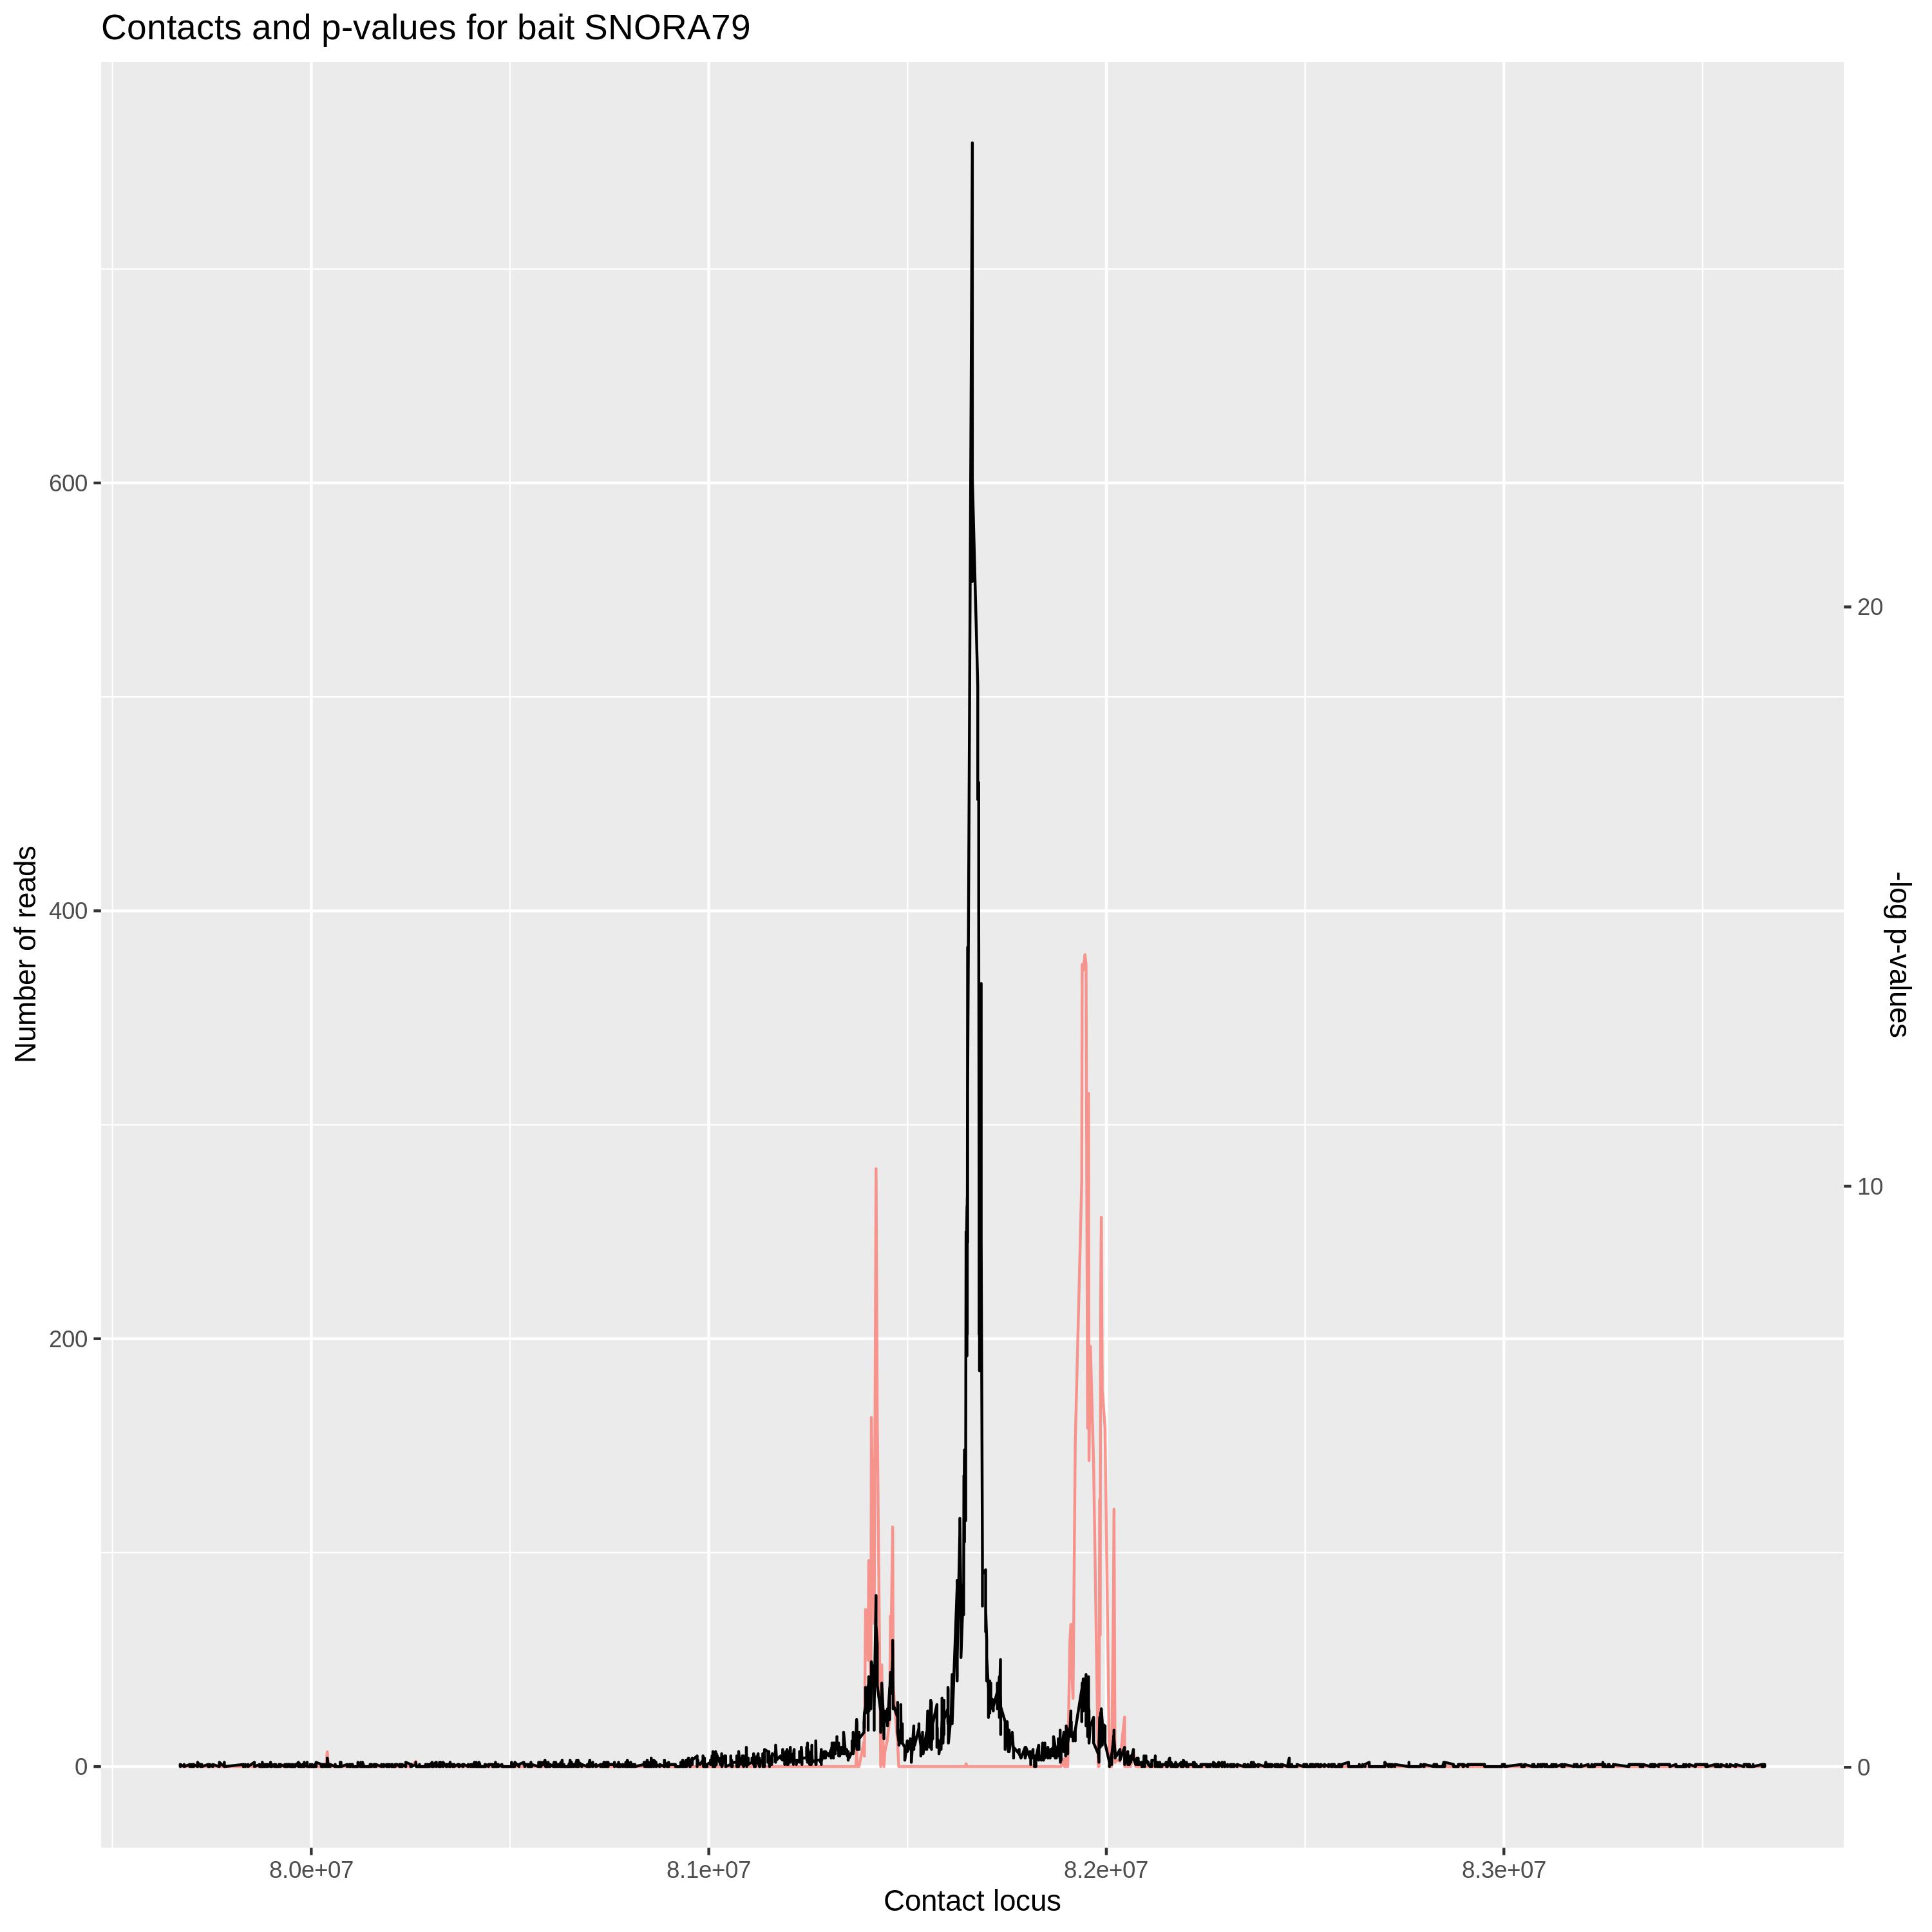 Contacts and p-values for bait SNORA79
Number of reads
600
400
200
0
20
10
0
-log p-values
8.0e+07 8.1e+07 8.2e+07 8.3e+07
Contact locus